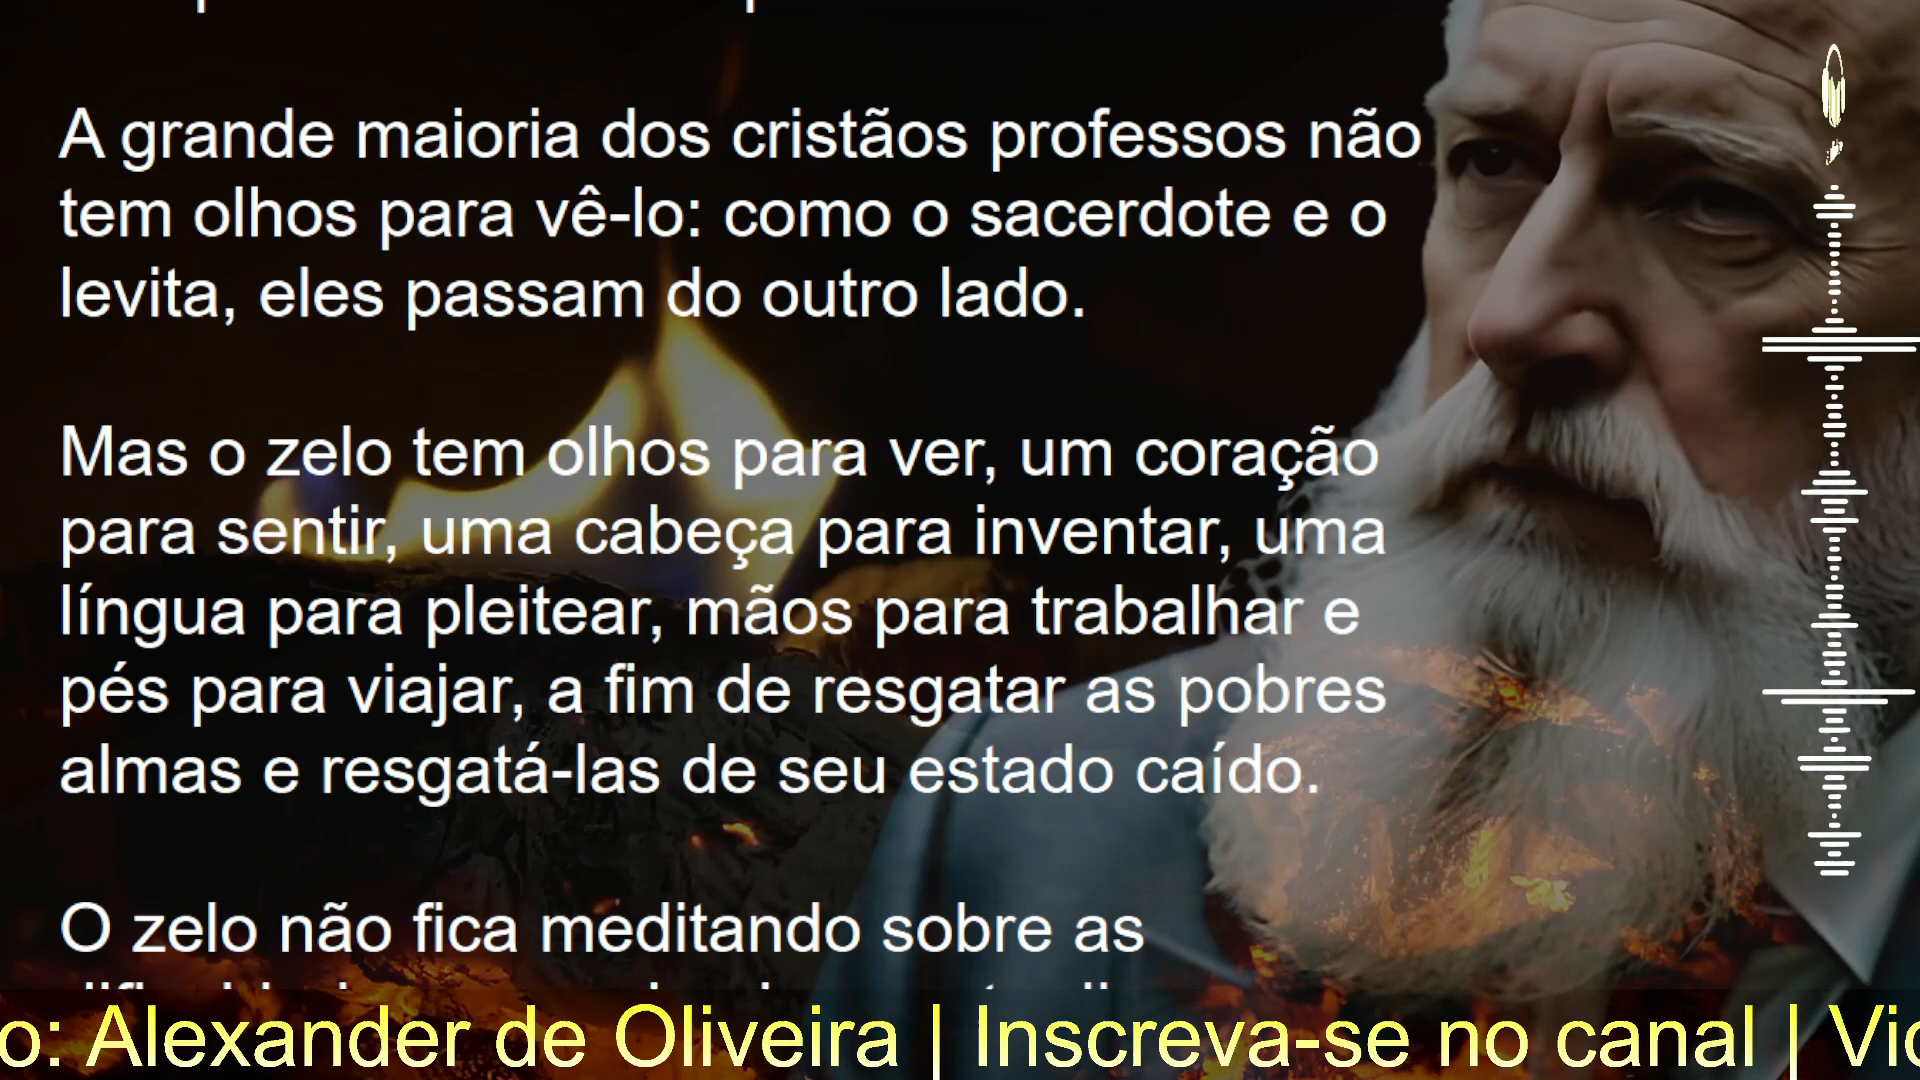 A grande maioria dos cristãos professos não
tem olhos para vê-lo: como o sacerdote e o
levita, eles passam do outro lado.
Mas o zelo tem olhos para ver, um coração
para sentir, uma cabeça para inventar, uma
língua para pleitear, mãos para trabalhar e
pés para viajar, a fim de resgatar as pobres
almas e resgatá-las de seu estado caído.
O zelo não fica meditando sobre as
o: Alexander de Oliveira | Inscreva-se no canal |